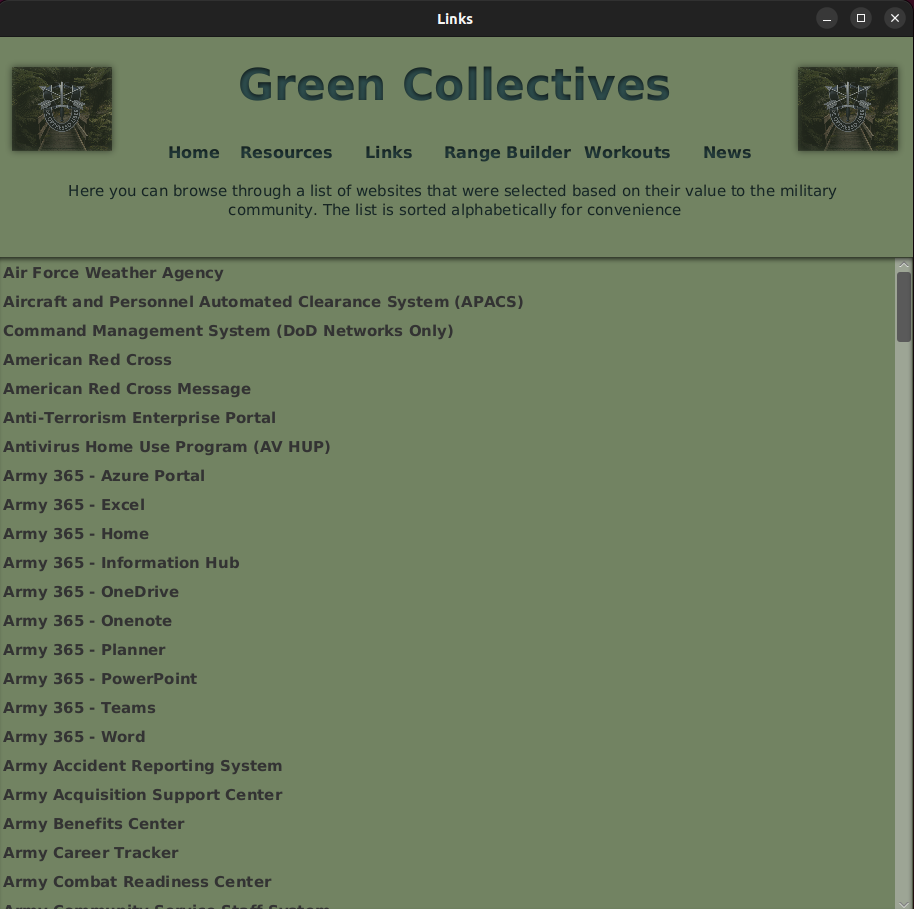 Links
Green Collectives
Home Resources Links Range Builder Workouts News
Here you can browse through a list of websites that were selected based on their value to the military
community. The list is sorted alphabetically for convenience
Air Force Weather Agency
Aircraft and Personnel Automated Clearance System (APACS)
Command Management System (DoD Networks Only)
American Red Cross
American Red Cross Message
Anti-Terrorism Enterprise Portal
Antivirus Home Use Program (AV HUP)
Army 365 - Azure Portal
Army 365 - Excel
Army 365 - Home
Army 365 - Information Hub
Army 365 - OneDrive
Army 365 - Onenote
Army 365 - Planner
Army 365 - PowerPoint
Army 365 - Teams
Army 365 - Word
Army Accident Reporting System
Army Acquisition Support Center
Army Benefits Center
Army Career Tracker
Army Combat Readiness Center
Army Community Service Staff System